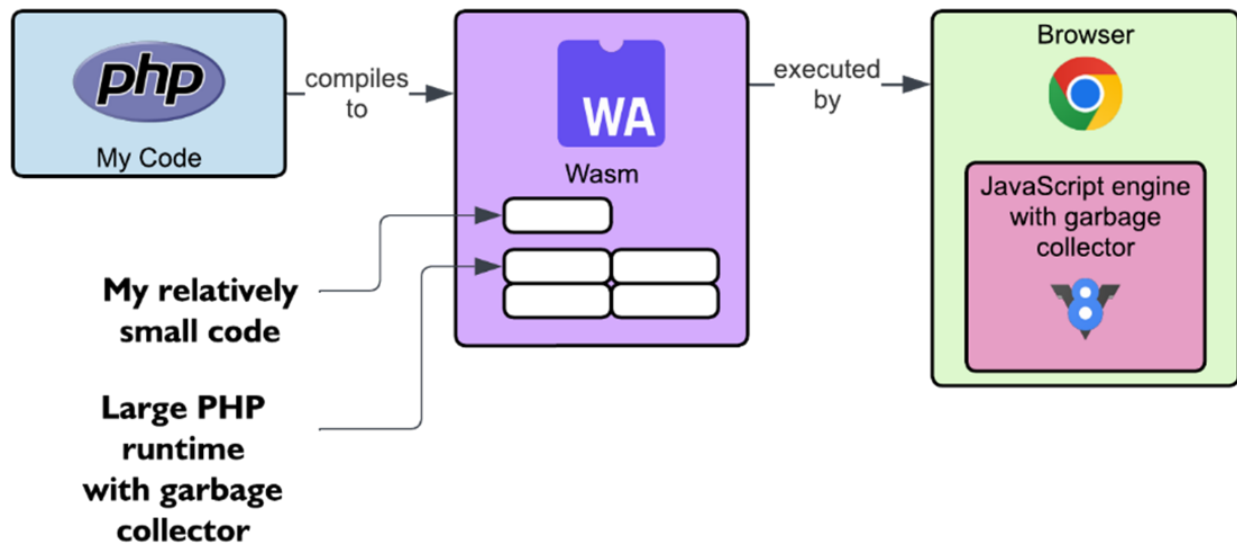 php
My Code
compiles
to
WA
Wasm
executed
by
Browser
JavaScript engine
with garbage
collector
8
My relatively
small code
Large PHP
runtime
with garbage
collector